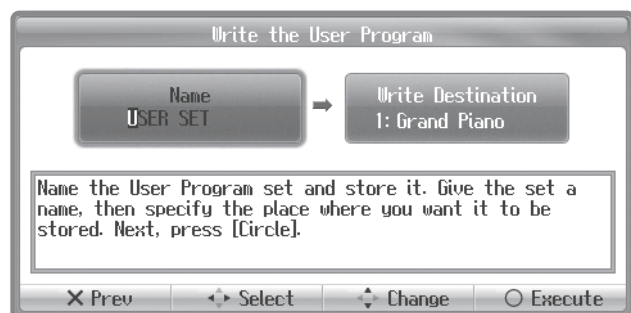 Write the User Program
Name
USER SET
Write Destination
1: Grand Piano
Name the User Program set and store it. Give the set a
name, then specify the place where you want it to be
stored. Next, press [Circle].
Prev
Select
Change
Execute